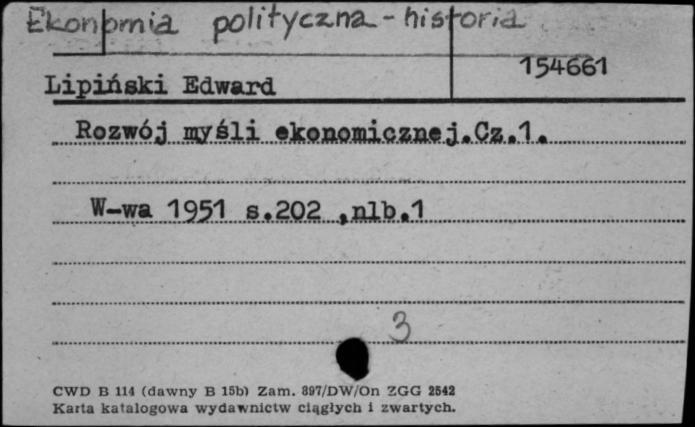 Ekonomia polityczna - historia
154661
Lipiński Edward
Rozwój myśli ekonomicznej.Cz.1.
W-wa 1951 s.202 ,nlb.1
3
CWD B 114 (dawny B 15b) Zam. 897/DW/On ZGG 2542
Karta katalogowa wydawnictw ciągłych i zwartych.